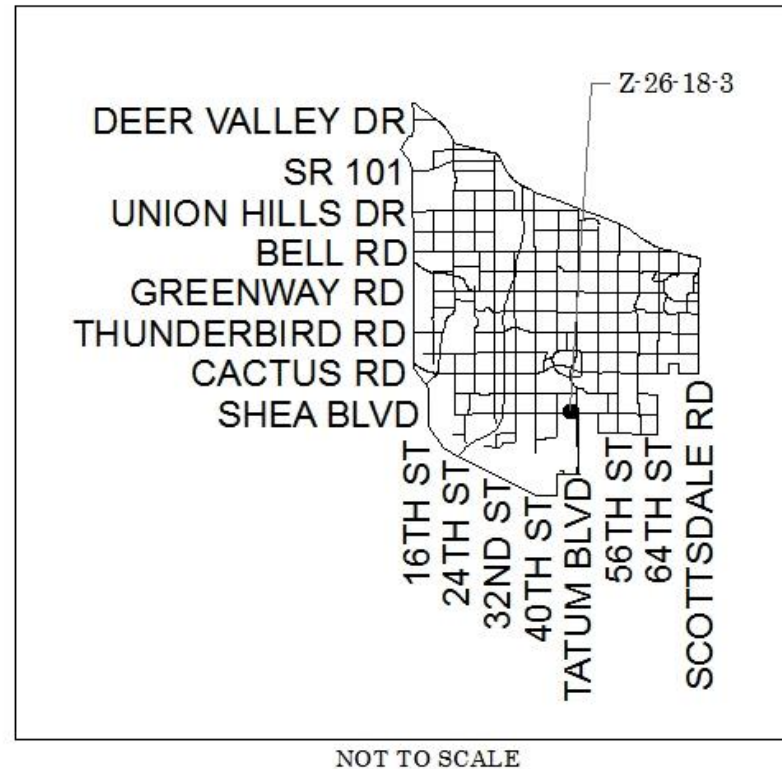 Z-26-18-3
DEER VALLEY DR
SR 101
UNION HILLS DR
BELL RD
GREENWAY RD
THUNDERBIRD RD
CACTUS RD
SHEA BLVD
16TH ST
24TH ST
32ND ST
40TH ST
TATUM BLVD
56TH ST
64TH ST
SCOTTSDALE RD
NOT TO SCALE